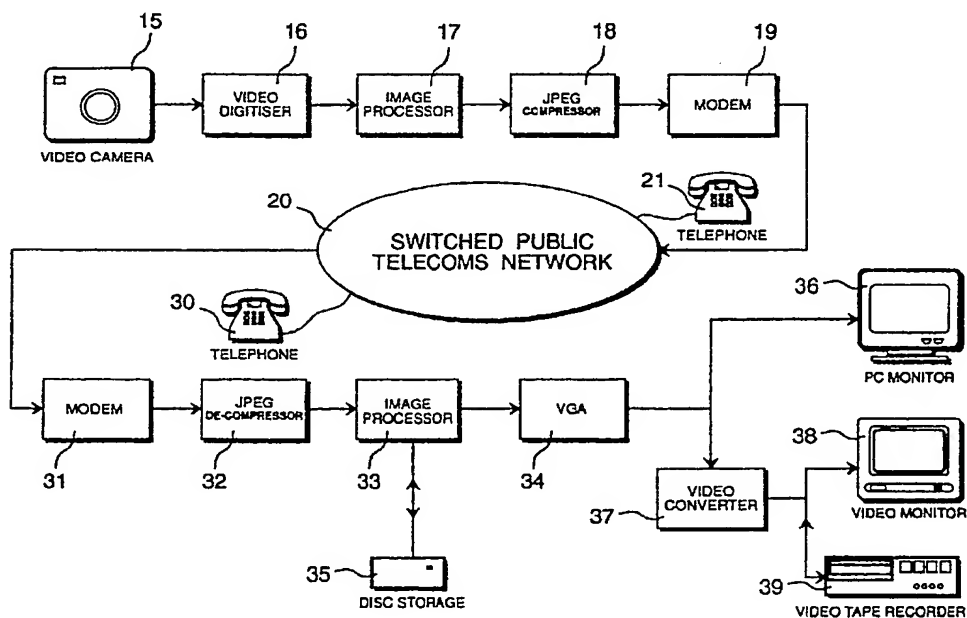 15
16
17
18
19
VIDEO
DIGITISER
IMAGE
PROCESSOR
JPEG
COMPRESSOR
MODEM
VIDEO CAMERA
20
21
TELEPHONE
SWITCHED PUBLIC
TELECOMS NETWORK
30
TELEPHONE
36
PC MONITOR
MODEM
JPEG
DE-COMPRESSOR
IMAGE
PROCESSOR
VGA
31
32
33
34
38
VIDEO MONITOR
VIDEO
CONVERTER
37
35
DISC STORAGE
39
VIDEO TAPE RECORDER